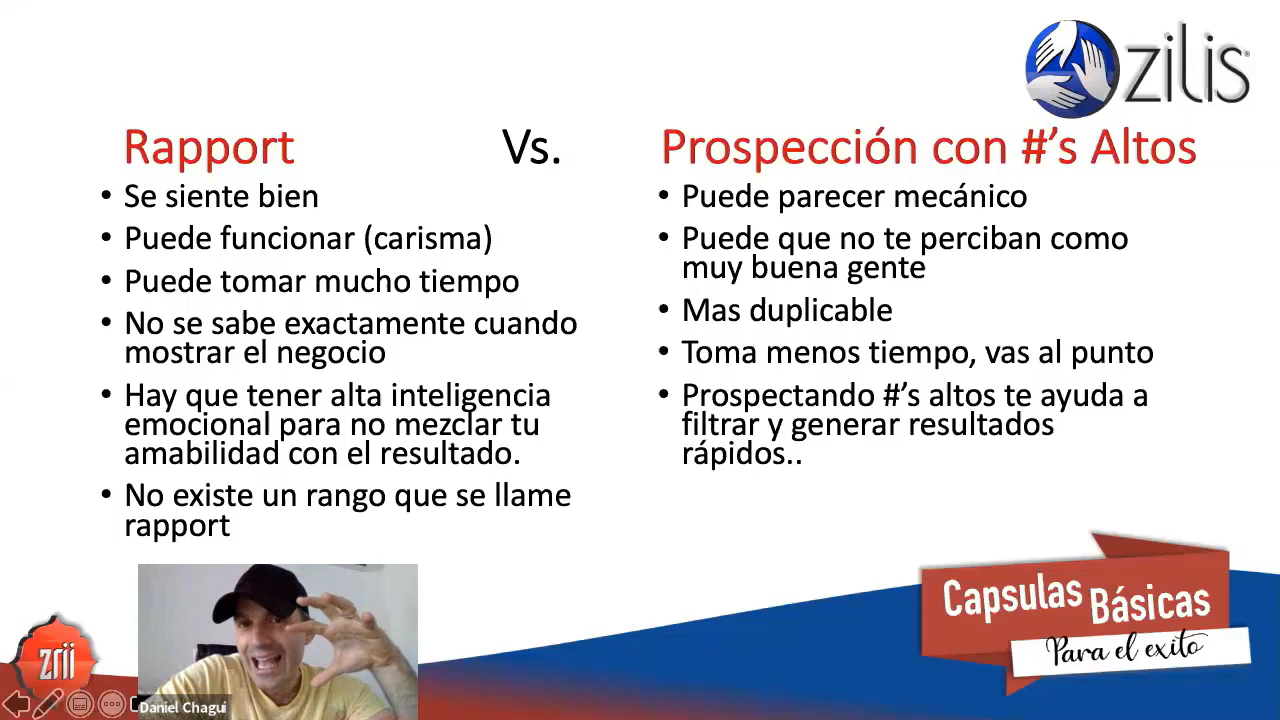 zilis
Rapport Vs. Prospección con #'s Altos
• Se siente bien
• Puede funcionar (carisma)
• Puede tomar mucho tiempo
• No se sabe exactamente cuando
mostrar el negocio
• Hay que tener alta inteligencia
emocional para no mezclar tu
amabilidad con el resultado.
• No existe un rango que se llame
rapport
• Puede parecer mecánico
• Puede que no te perciban como
muy buena gente
• Mas duplicable
• Toma menos tiempo, vas al punto
• Prospectando #'s altos te ayuda a
filtrar y generar resultados
rápidos..
Capsulas Básicas
Para el exito
zrii
Daniel Chagui